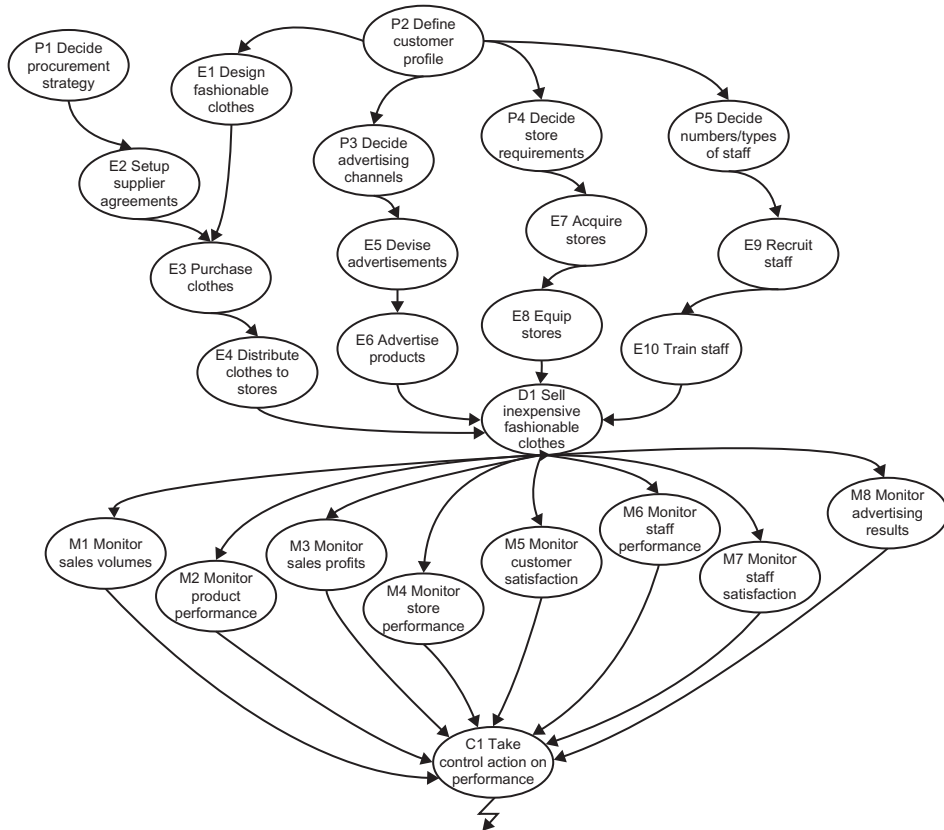 P2 Define
customer
profile
P1 Decide
procurement
strategy
E1 Design
fashionable
clothes
P3 Decide
advertising
channels
P4 Decide
store
requirements
P5 Decide
numbers/types
of staff
E2 Setup
supplier
agreements
E5 Devise
advertisements
E7 Acquire
stores
E9 Recruit
staff
E3 Purchase
clothes
E6 Advertise
products
E8 Equip
stores
E10 Train staff
E4 Distribute
clothes to
stores
D1 Sell
inexpensive
fashionable
clothes
M1 Monitor
sales volumes
M2 Monitor
product
performance
M3 Monitor
sales profits
M4 Monitor
store
performance
M5 Monitor
customer
satisfaction
M6 Monitor
staff
performance
M7 Monitor
staff
satisfaction
M8 Monitor
advertising
results
C1 Take
control action on
performance